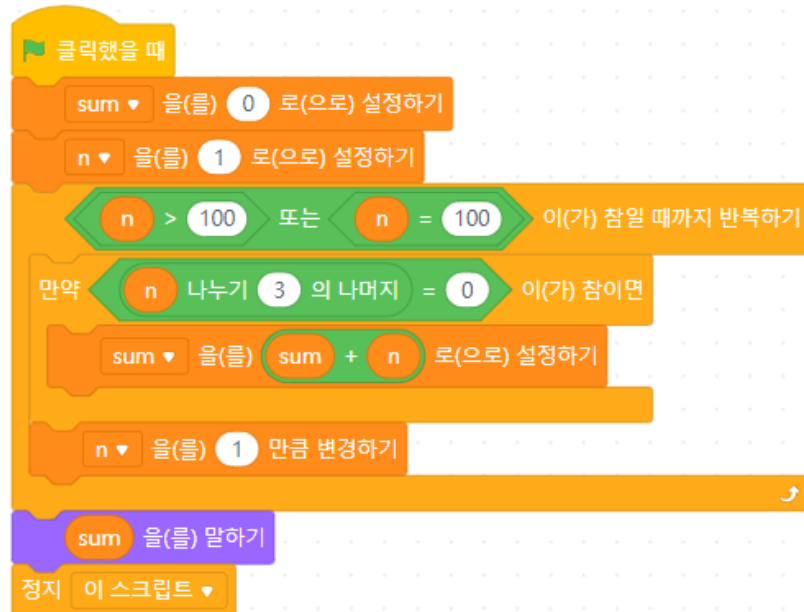 클릭했을 때
sum 을(를) 0 로(으로) 설정하기
n 을(를) 1 로(으로) 설정하기
n > 100 또는 n = 100 이(가) 참일 때까지 반복하기
만약 n 나누기 3 의 나머지 = 0 이(가) 참이면
sum 을(를) sum + n 로(으로) 설정하기
n 을(를) 1 만큼 변경하기
sum 을(를) 말하기
정지 이 스크립트